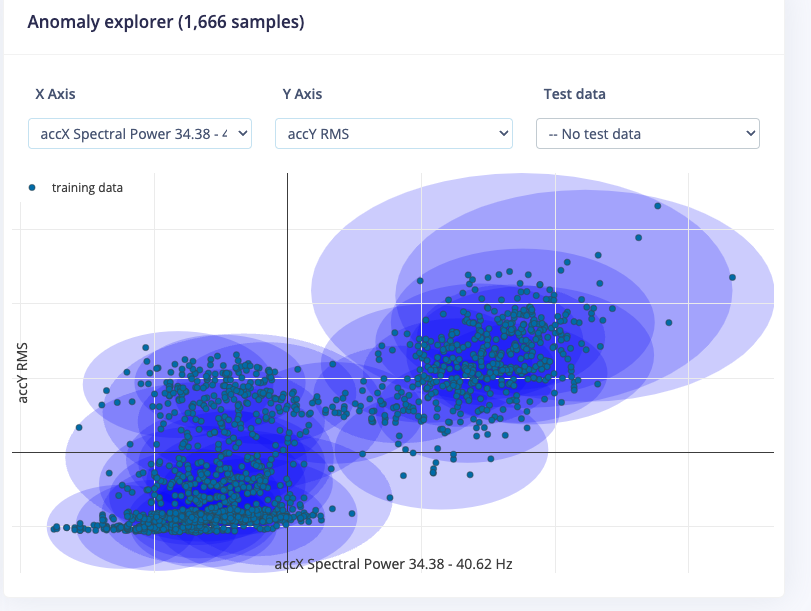 Anomaly explorer (1,666 samples)
X Axis
Y Axis
Test data
accX Spectral Power 34.38 - 4
accY RMS
-- No test data
training data
accY RMS
accX Spectral Power 34.38 - 40.62 Hz